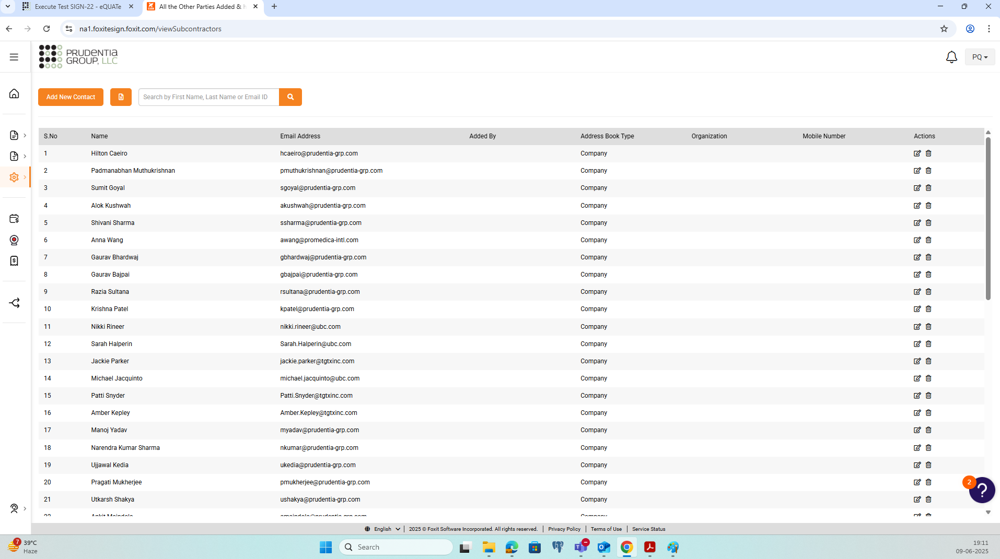 Execute Test SIGN-22 - eQUATe
All the Other Parties Added & h
na1.foxitesign.foxit.com/viewSubcontractors
PRUDENTIA
GROUP, LLC
PQ
Add New Contact
Search by First Name, Last Name or Email ID
S.No Name Email Address Added By Address Book Type Organization Mobile Number Actions
1 Hilton Caeiro hcaeiro@prudentia-grp.com Company
2 Padmanabhan Muthukrishnan pmuthukrishnan@prudentia-grp.com Company
3 Sumit Goyal sgoyal@prudentia-grp.com Company
4 Alok Kushwah akushwah@prudentia-grp.com Company
5 Shivani Sharma ssharma@prudentia-grp.com Company
6 Anna Wang awang@promedica-intl.com Company
7 Gaurav Bhardwaj gbhardwaj@prudentia-grp.com Company
8 Gaurav Bajpai gbajpai@prudentia-grp.com Company
9 Razia Sultana rsultana@prudentia-grp.com Company
10 Krishna Patel kpatel@prudentia-grp.com Company
11 Nikki Rineer nikki.rineer@ubc.com Company
12 Sarah Halperin Sarah.Halperin@ubc.com Company
13 Jackie Parker jackie.parker@tgtxinc.com Company
14 Michael Jacquinto michael.jacquinto@ubc.com Company
15 Patti Snyder Patti.Snyder@tgtxinc.com Company
16 Amber Kepley Amber.Kepley@tgtxinc.com Company
17 Manoj Yadav myadav@prudentia-grp.com Company
18 Narendra Kumar Sharma nkumar@prudentia-grp.com Company
19 Ujjawal Kedia ukedia@prudentia-grp.com Company
20 Pragati Mukherjee pmukherjee@prudentia-grp.com Company
21 Utkarsh Shakya ushakya@prudentia-grp.com Company
2
English 2025 © Foxit Software Incorporated. All rights reserved. Privacy Policy Terms of Use Service Status
7
39°C
Haze
Search
19:11
09-06-2025